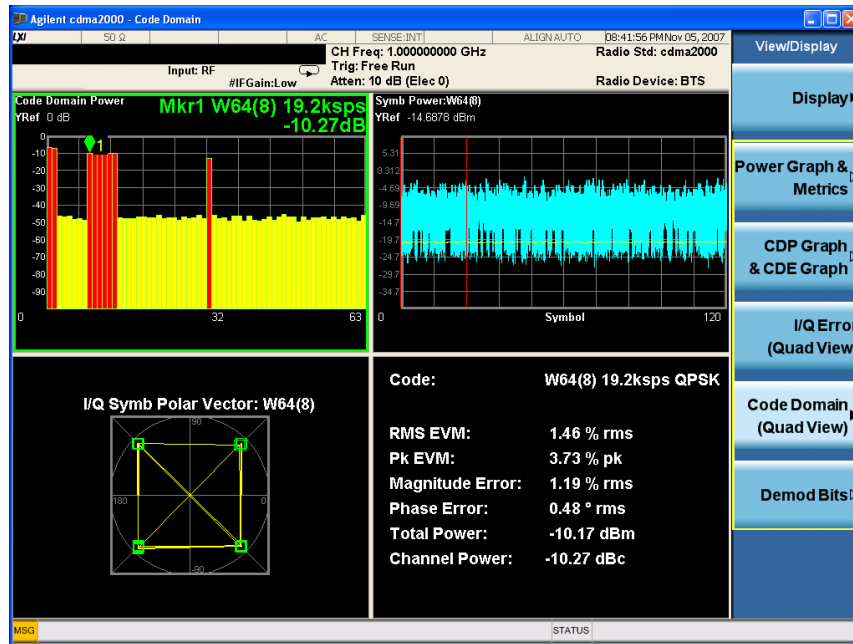 Agilent cdma2000 - Code Domain
LXI 50 Ω AC SENSE:INT ALIGN AUTO 08:41:56 PM Nov 05, 2007
CH Freq: 1.000000000 GHz Radio Std: cdma2000
Input: RF Trig: Free Run
#IFGain:Low Atten: 10 dB (Elec 0) Radio Device: BTS
Code Domain Power Mkr1 W64(8) 19.2ksps
YRef 0 dB -10.27dB
0
-10
-20
-30
-40
-50
-60
-70
-80
-90
1
0 32 63
Symb Power:W64(8)
YRef -14.6878 dBm
5.31
0.312
-4.69
-9.69
-14.7
-19.7
-24.7
-29.7
-34.7
0 Symbol 120
I/Q Symb Polar Vector: W64(8)
90
180 0
-90
Code: W64(8) 19.2ksps QPSK
RMS EVM: 1.46 % rms
Pk EVM: 3.73 % pk
Magnitude Error: 1.19 % rms
Phase Error: 0.48 ° rms
Total Power: -10.17 dBm
Channel Power: -10.27 dBc
View/Display
Display
Power Graph &
Metrics
CDP Graph
& CDE Graph
I/Q Erro
(Quad View
Code Domain
(Quad View)
Demod Bits
MSG STATUS